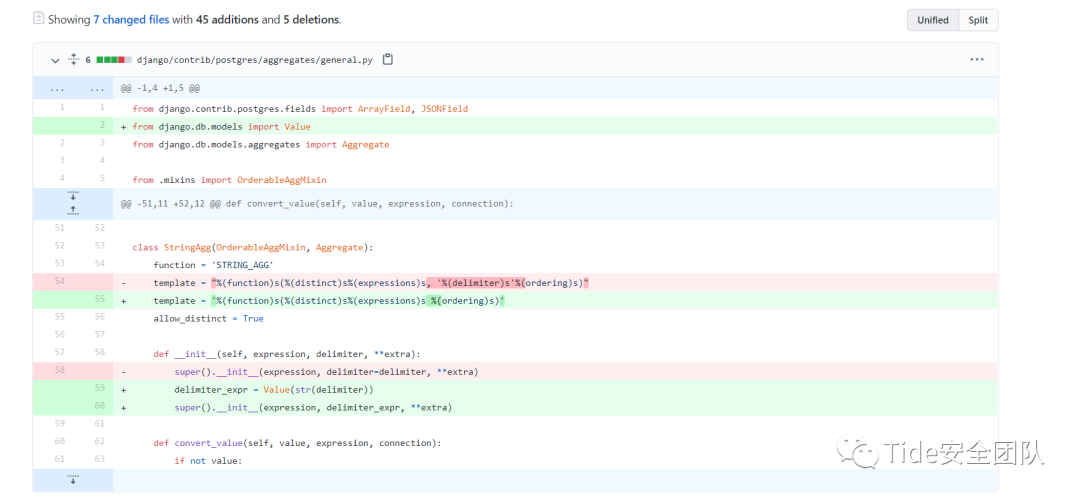 Showing 7 changed files with 45 additions and 5 deletions.
Unified Split
6 django/contrib/postgres/aggregates/general.py
... ... @@ -1,4 +1,5 @@
1 1 from django.contrib.postgres.fields import ArrayField, JSONField
2 + from django.db.models import Value
2 3 from django.db.models.aggregates import Aggregate
3 4
4 5 from .mixins import OrderableAggMixin
@@ -51,11 +52,12 @@ def convert_value(self, value, expression, connection):
51 52
52 53 class StringAgg(OrderableAggMixin, Aggregate):
53 54 function = 'STRING_AGG'
54 - template = "%(function)s(%(distinct)s%(expressions)s, '%(delimiter)s'%(ordering)s)"
55 + template = '%(function)s(%(distinct)s%(expressions)s %(ordering)s)'
55 56 allow_distinct = True
56 57
57 58 def __init__(self, expression, delimiter, **extra):
58 - super().__init__(expression, delimiter=delimiter, **extra)
59 + delimiter_expr = Value(str(delimiter))
60 + super().__init__(expression, delimiter_expr, **extra)
59 61
60 62 def convert_value(self, value, expression, connection):
61 63 if not value:
Tide安全团队